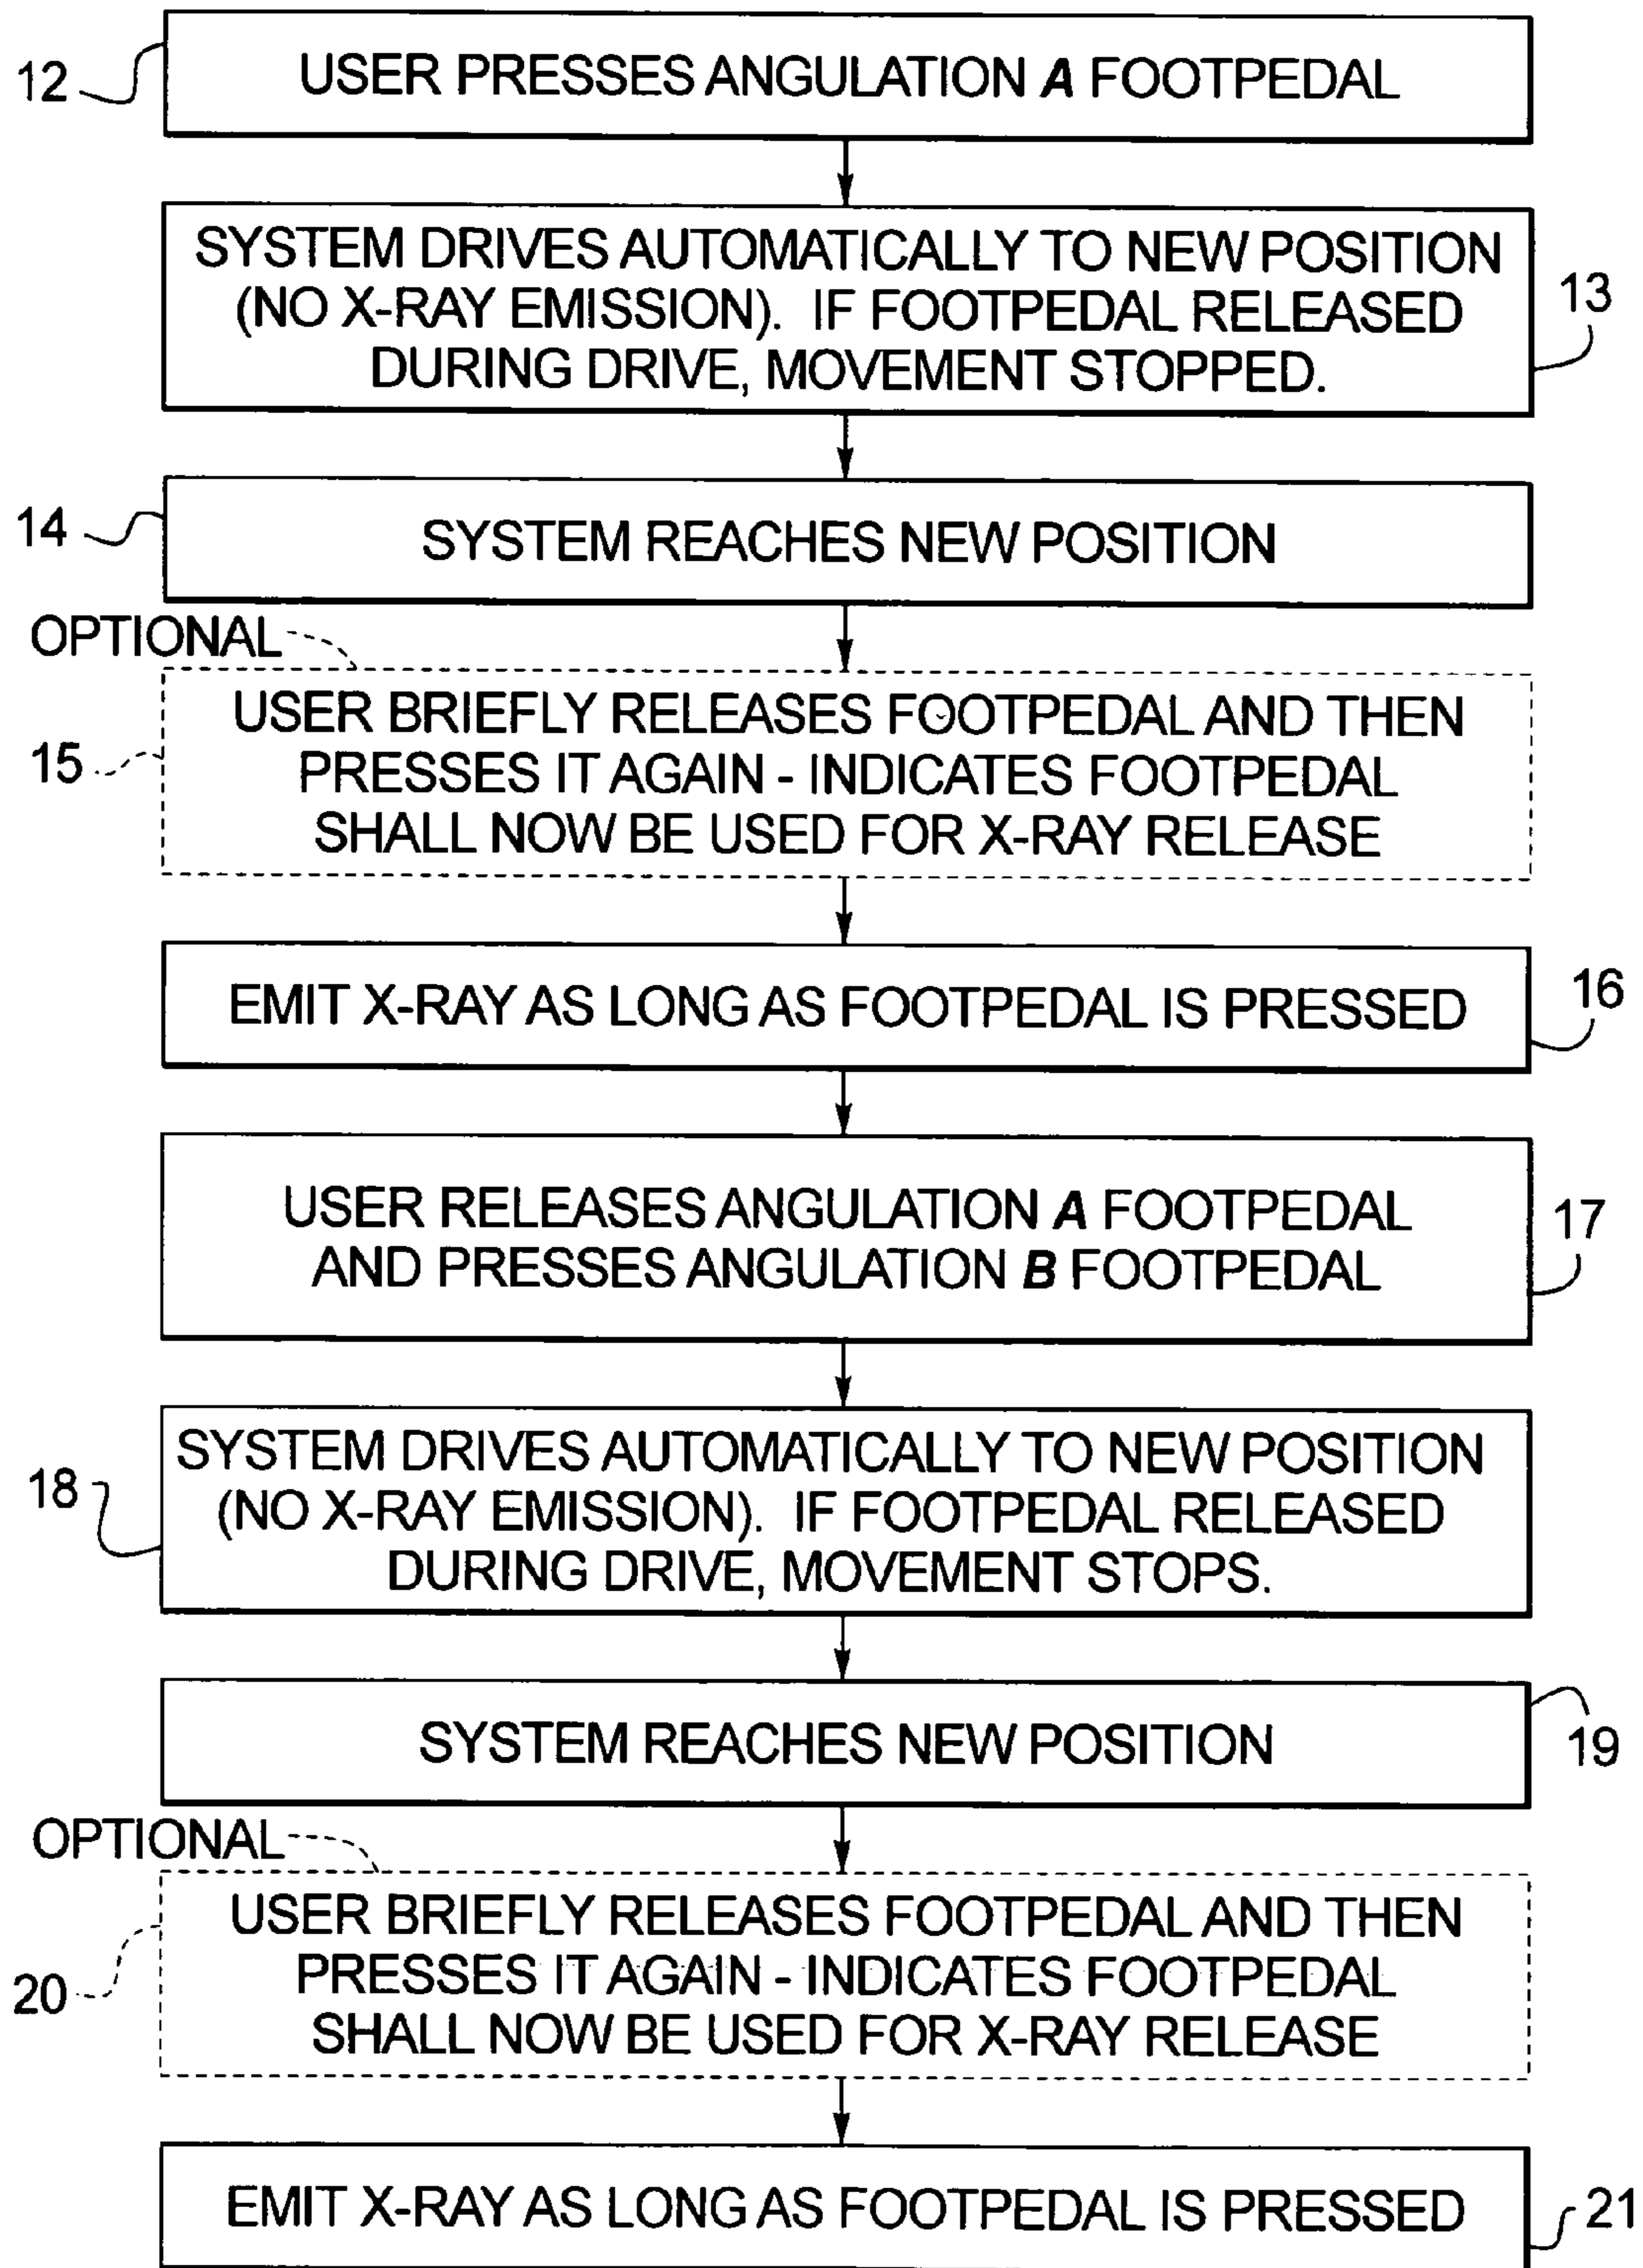 12
USER PRESSES ANGULATION A FOOTPEDAL
SYSTEM DRIVES AUTOMATICALLY TO NEW POSITION
(NO X-RAY EMISSION). IF FOOTPEDAL RELEASED
DURING DRIVE, MOVEMENT STOPPED.
13
14
SYSTEM REACHES NEW POSITION
OPTIONAL
USER BRIEFLY RELEASES FOOTPEDAL AND THEN
PRESSES IT AGAIN - INDICATES FOOTPEDAL
SHALL NOW BE USED FOR X-RAY RELEASE
15
EMIT X-RAY AS LONG AS FOOTPEDAL IS PRESSED
16
USER RELEASES ANGULATION A FOOTPEDAL
AND PRESSES ANGULATION B FOOTPEDAL
17
SYSTEM DRIVES AUTOMATICALLY TO NEW POSITION
(NO X-RAY EMISSION). IF FOOTPEDAL RELEASED
DURING DRIVE, MOVEMENT STOPS.
18
SYSTEM REACHES NEW POSITION
19
OPTIONAL
USER BRIEFLY RELEASES FOOTPEDAL AND THEN
PRESSES IT AGAIN - INDICATES FOOTPEDAL
SHALL NOW BE USED FOR X-RAY RELEASE
20
EMIT X-RAY AS LONG AS FOOTPEDAL IS PRESSED
21